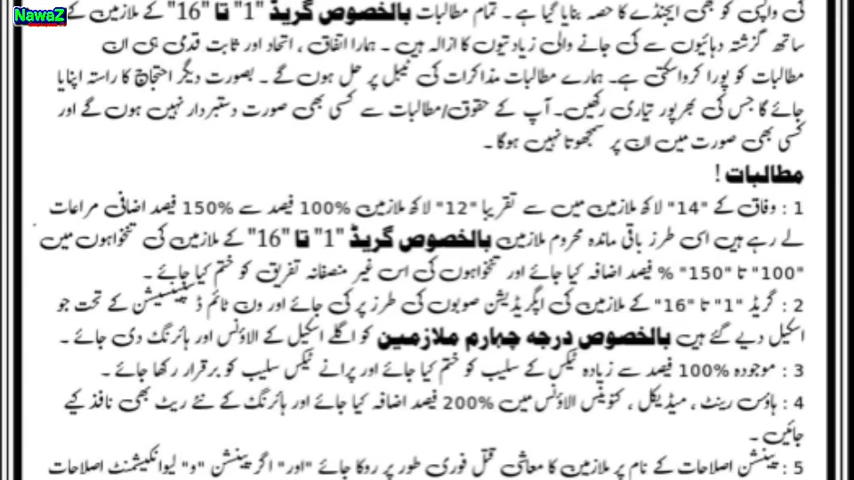 NawaZ
کی واپسی کو بھی ایجنڈے کا حصہ بنایا گیا ہے۔ تمام مطالبات بالخصوص گریڈ "1" تا "16" کے ملازمین کے
ساتھ گزشتہ دہائیوں سے کی جانے والی زیادتیوں کا ازالہ ہیں۔ ہمارا اتفاق، اتحاد اور ثابت قدمی ہی ان
مطالبات کو پورا کرواسکتی ہے۔ ہمارے مطالبات مذاکرات کی ٹیبل پر حل ہوں گے۔ بصورت دیگر احتجاج کا راستہ اپنایا
جائے گا جس کی بھرپور تیاری رکھیں۔ آپ کے حقوق/مطالبات سے کسی بھی صورت دستبردار نہیں ہوں گے اور
کسی بھی صورت میں ان پر سمجھوتا نہیں ہوگا۔
مطالبات!
1: وفاق کے "14" لاکھ ملازمین میں سے تقریبا "12" لاکھ ملازمین 100% فیصد سے 150% فیصد اضافی مراعات
لے رہے ہیں اسی طرز باقی ماندہ محروم ملازمین بالخصوص گریڈ "1" تا "16" کے ملازمین کی تنخواہوں میں
"100" تا "150" % فیصد اضافہ کیا جائے اور تنخواہوں کی اس غیر منصفانہ تفریق کو ختم کیا جائے۔
2: گریڈ "1" تا "16" کے ملازمین کی اپگریڈیشن صوبوں کی طرز پر کی جائے اور ون ٹائم ڈسپنسیشن کے تحت جو
اسکیل دیے گئے ہیں بالخصوص درجہ چہارم ملازمین کو اگلے اسکیل کے الاؤنس اور ہائرنگ دی جائے۔
3: موجودہ 100% فیصد سے زیادہ ٹیکس کے سلیب کو ختم کیا جائے اور پرانے ٹیکس سلیب کو برقرار رکھا جائے۔
4: ہاؤس رینٹ، میڈیکل، کنوینس الاؤنس میں 200% فیصد اضافہ کیا جائے اور ہائرنگ کے نئے ریٹ بھی نافذ کیے
جائیں۔
5: پینشن اصلاحات کے نام پر ملازمین کا معاشی قتل فوری طور پر روکا جائے "اور" اگر پینشن "و" لیوانکیشمنٹ اصلاحات